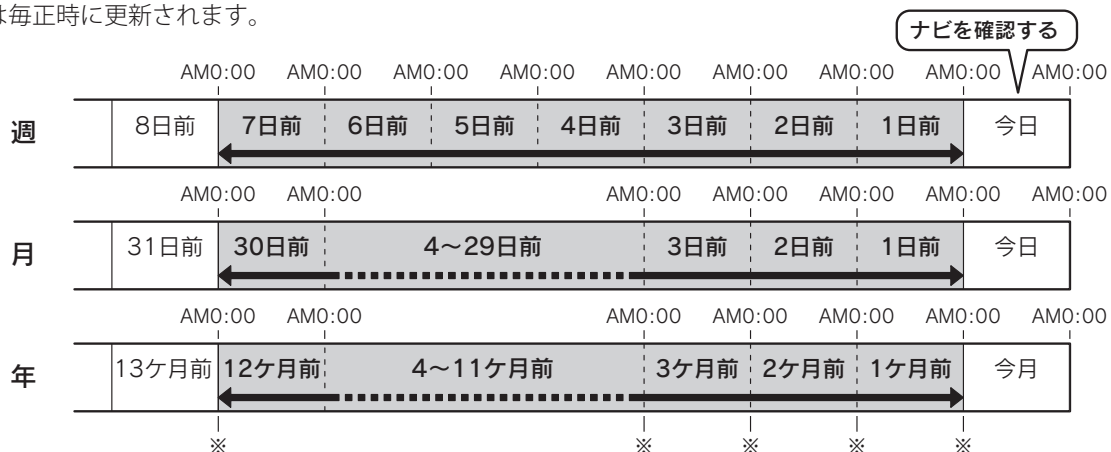 は毎正時に更新されます。
ナビを確認する
AM0:00 AM0:00 AM0:00 AM0:00 AM0:00 AM0:00 AM0:00 AM0:00 AM0:00
週 8日前 7日前 6日前 5日前 4日前 3日前 2日前 1日前 今日
AM0:00 AM0:00 AM0:00 AM0:00 AM0:00 AM0:00 AM0:00
月 31日前 30日前 4〜29日前 3日前 2日前 1日前 今日
AM0:00 AM0:00 AM0:00 AM0:00 AM0:00 AM0:00 AM0:00
年 13ケ月前 12ケ月前 4〜11ケ月前 3ケ月前 2ケ月前 1ケ月前 今月
※ ※ ※ ※ ※